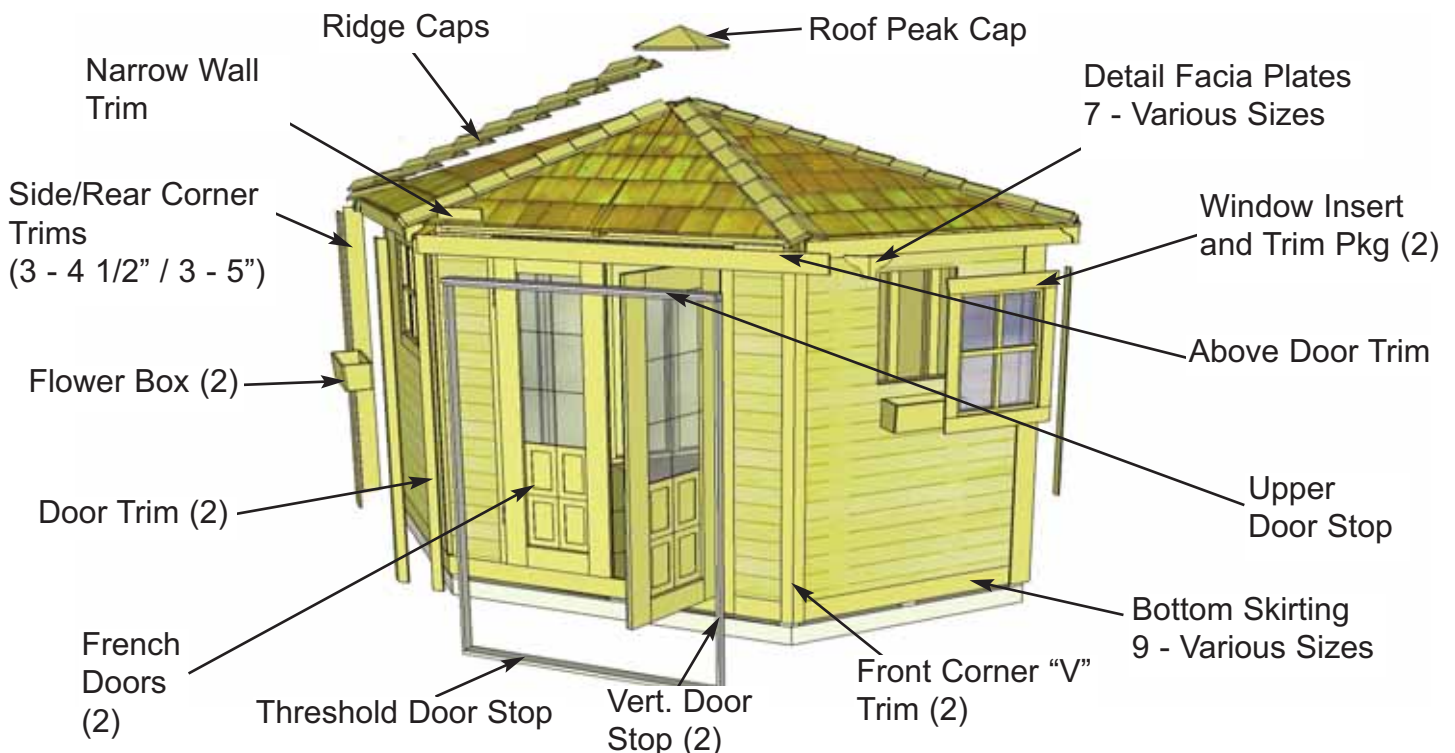 Ridge Caps
Roof Peak Cap
Narrow Wall
Trim
Detail Facia Plates
7 - Various Sizes
Side/Rear Corner
Trims
(3 - 4 1/2” / 3 - 5”)
Window Insert
and Trim Pkg (2)
Above Door Trim
Flower Box (2)
Door Trim (2)
Upper
Door Stop
French
Doors
(2)
Threshold Door Stop
Vert. Door
Stop (2)
Front Corner “V”
Trim (2)
Bottom Skirting
9 - Various Sizes